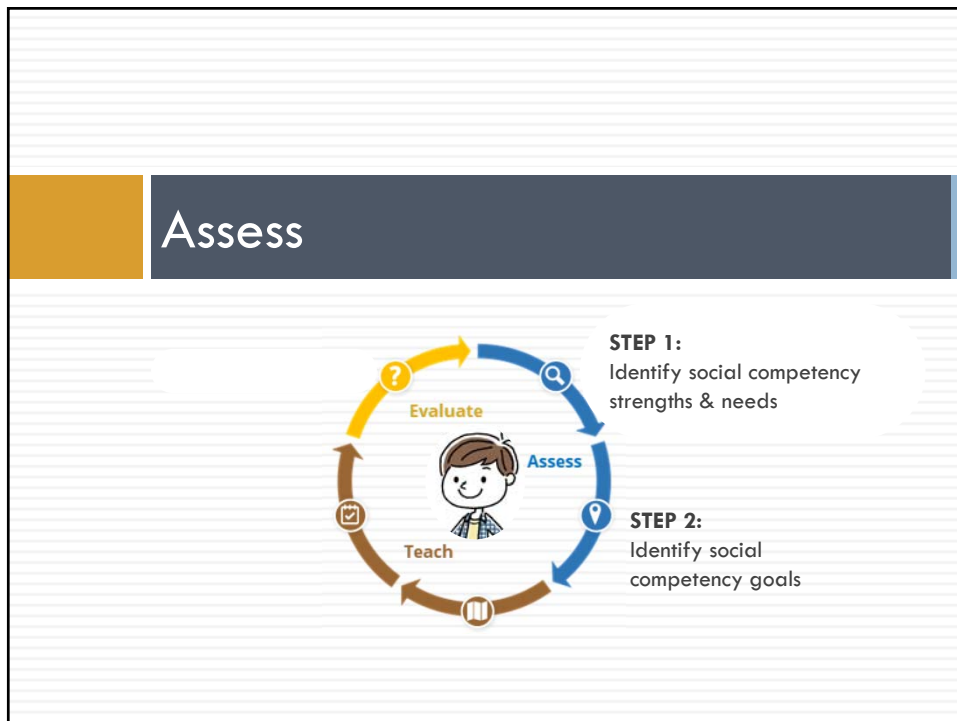 Assess
STEP 1:
Identify social competency
strengths & needs
?
Evaluate
Assess
STEP 2:
Identify social
competency goals
Teach